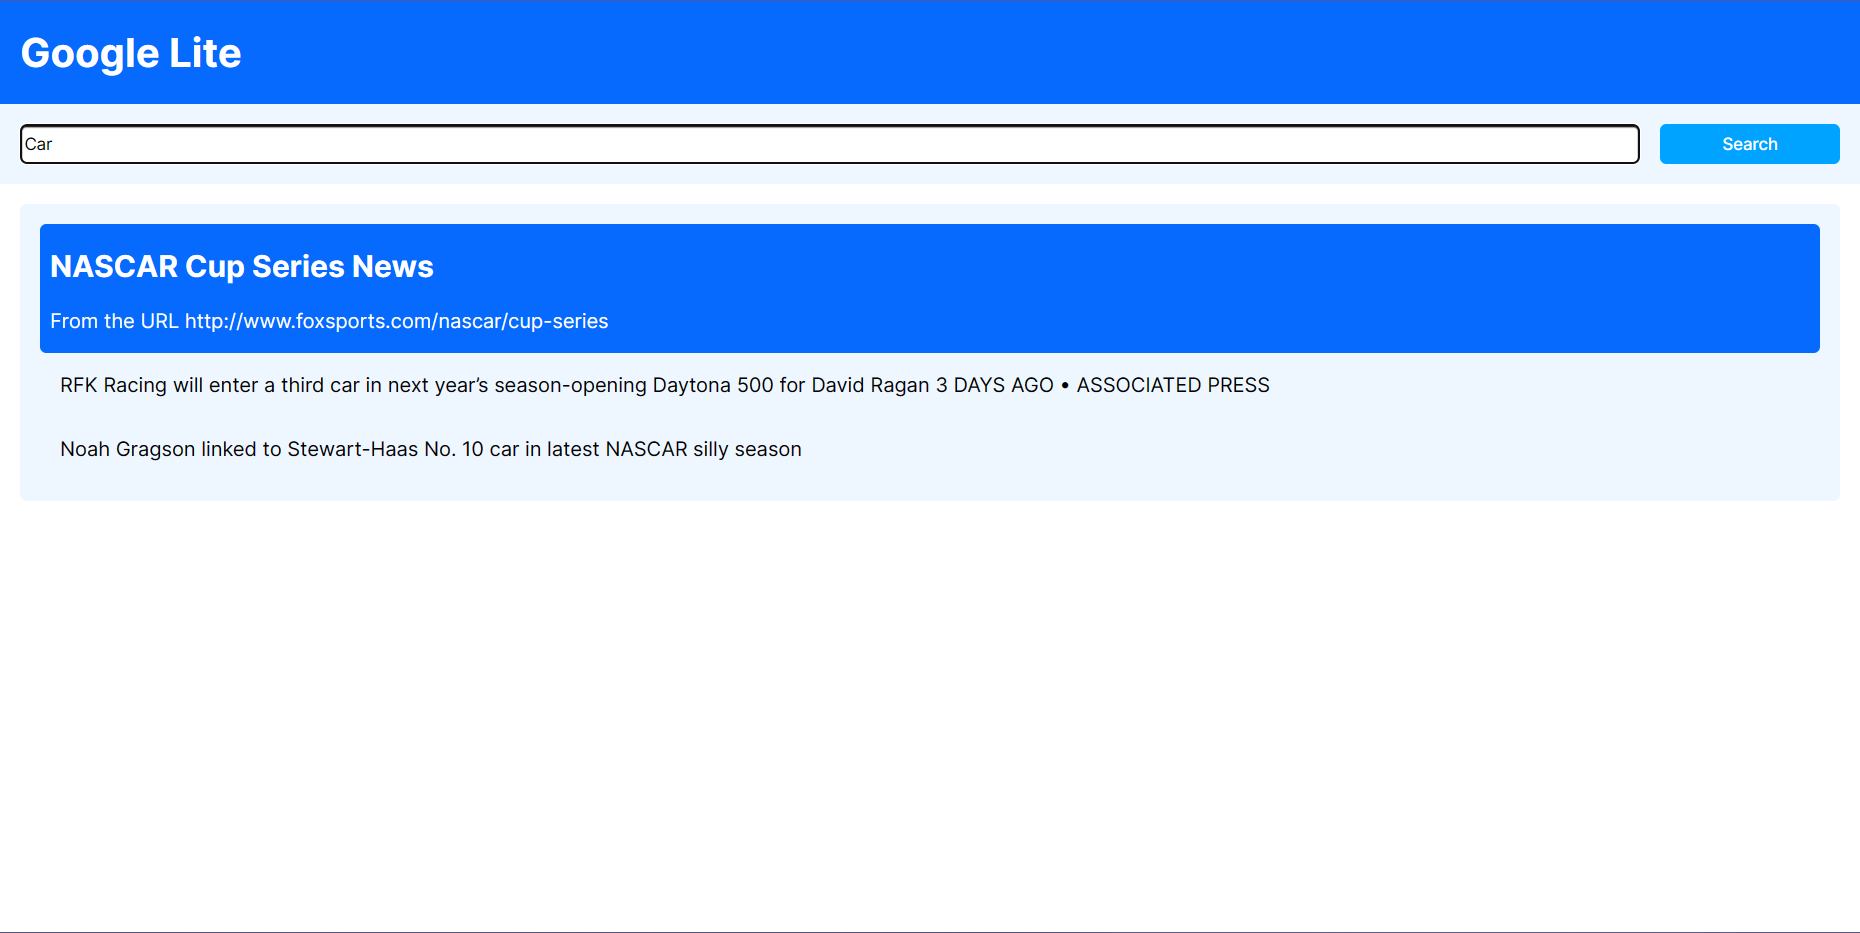 Google Lite
Car
Search
NASCAR Cup Series News
From the URL http://www.foxsports.com/nascar/cup-series
RFK Racing will enter a third car in next year’s season-opening Daytona 500 for David Ragan 3 DAYS AGO • ASSOCIATED PRESS
Noah Gragson linked to Stewart-Haas No. 10 car in latest NASCAR silly season